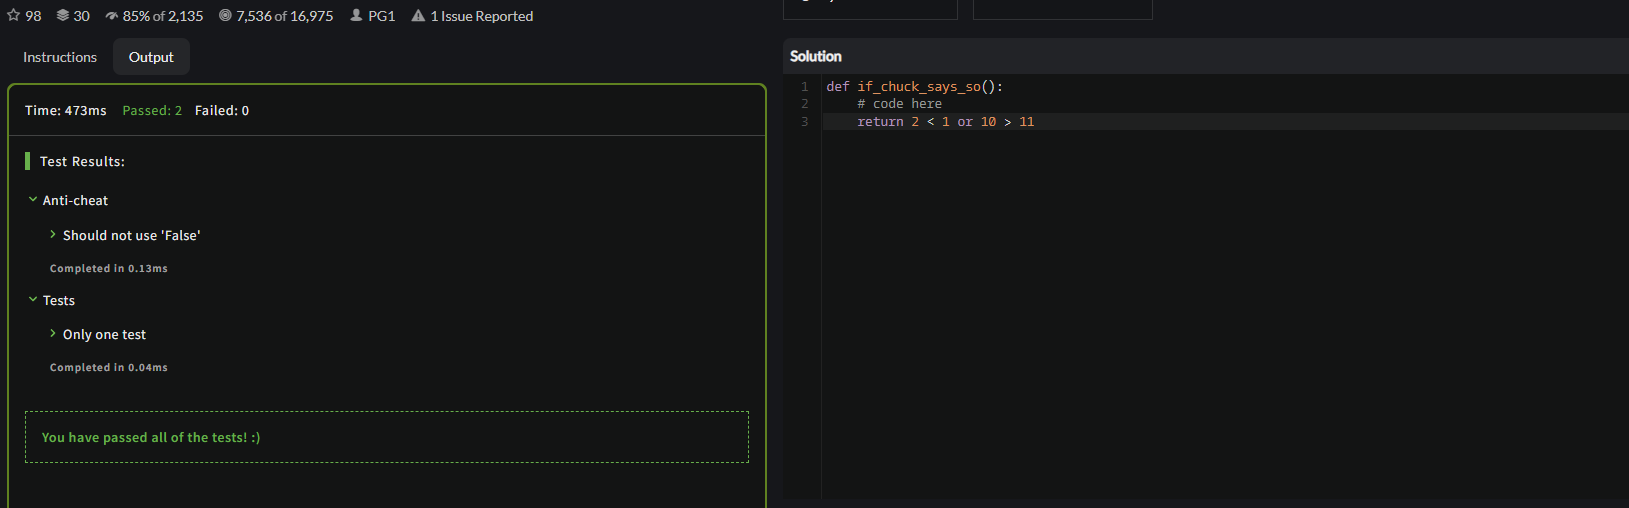 98 30 85% of 2,135 7,536 of 16,975 PG1 1 Issue Reported
Instructions Output
Time: 473ms Passed: 2 Failed: 0
Test Results:
Anti-cheat
Should not use 'False'
Completed in 0.13ms
Tests
Only one test
Completed in 0.04ms
You have passed all of the tests! :)
Solution
1 def if_chuck_says_so():
2 # code here
3 return 2 < 1 or 10 > 11